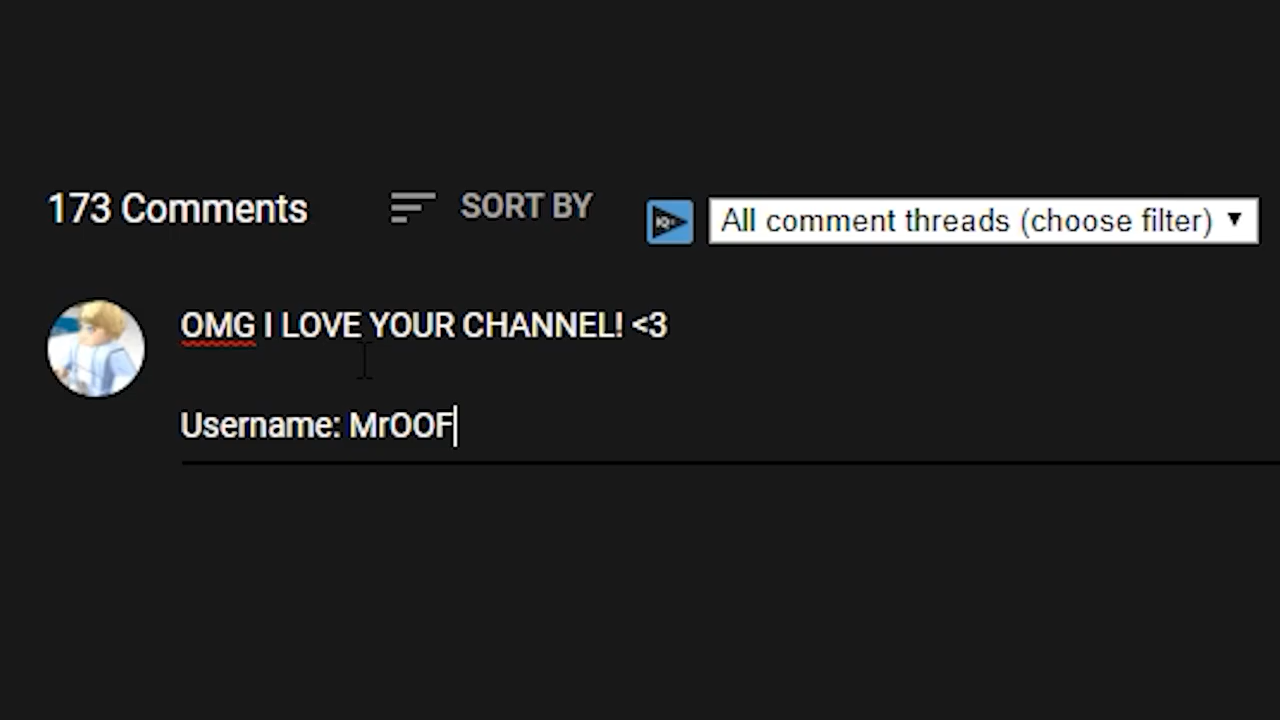 173 Comments SORT BY All comment threads (choose filter) ▼
OMG I LOVE YOUR CHANNEL! <3
Username: MrOOF